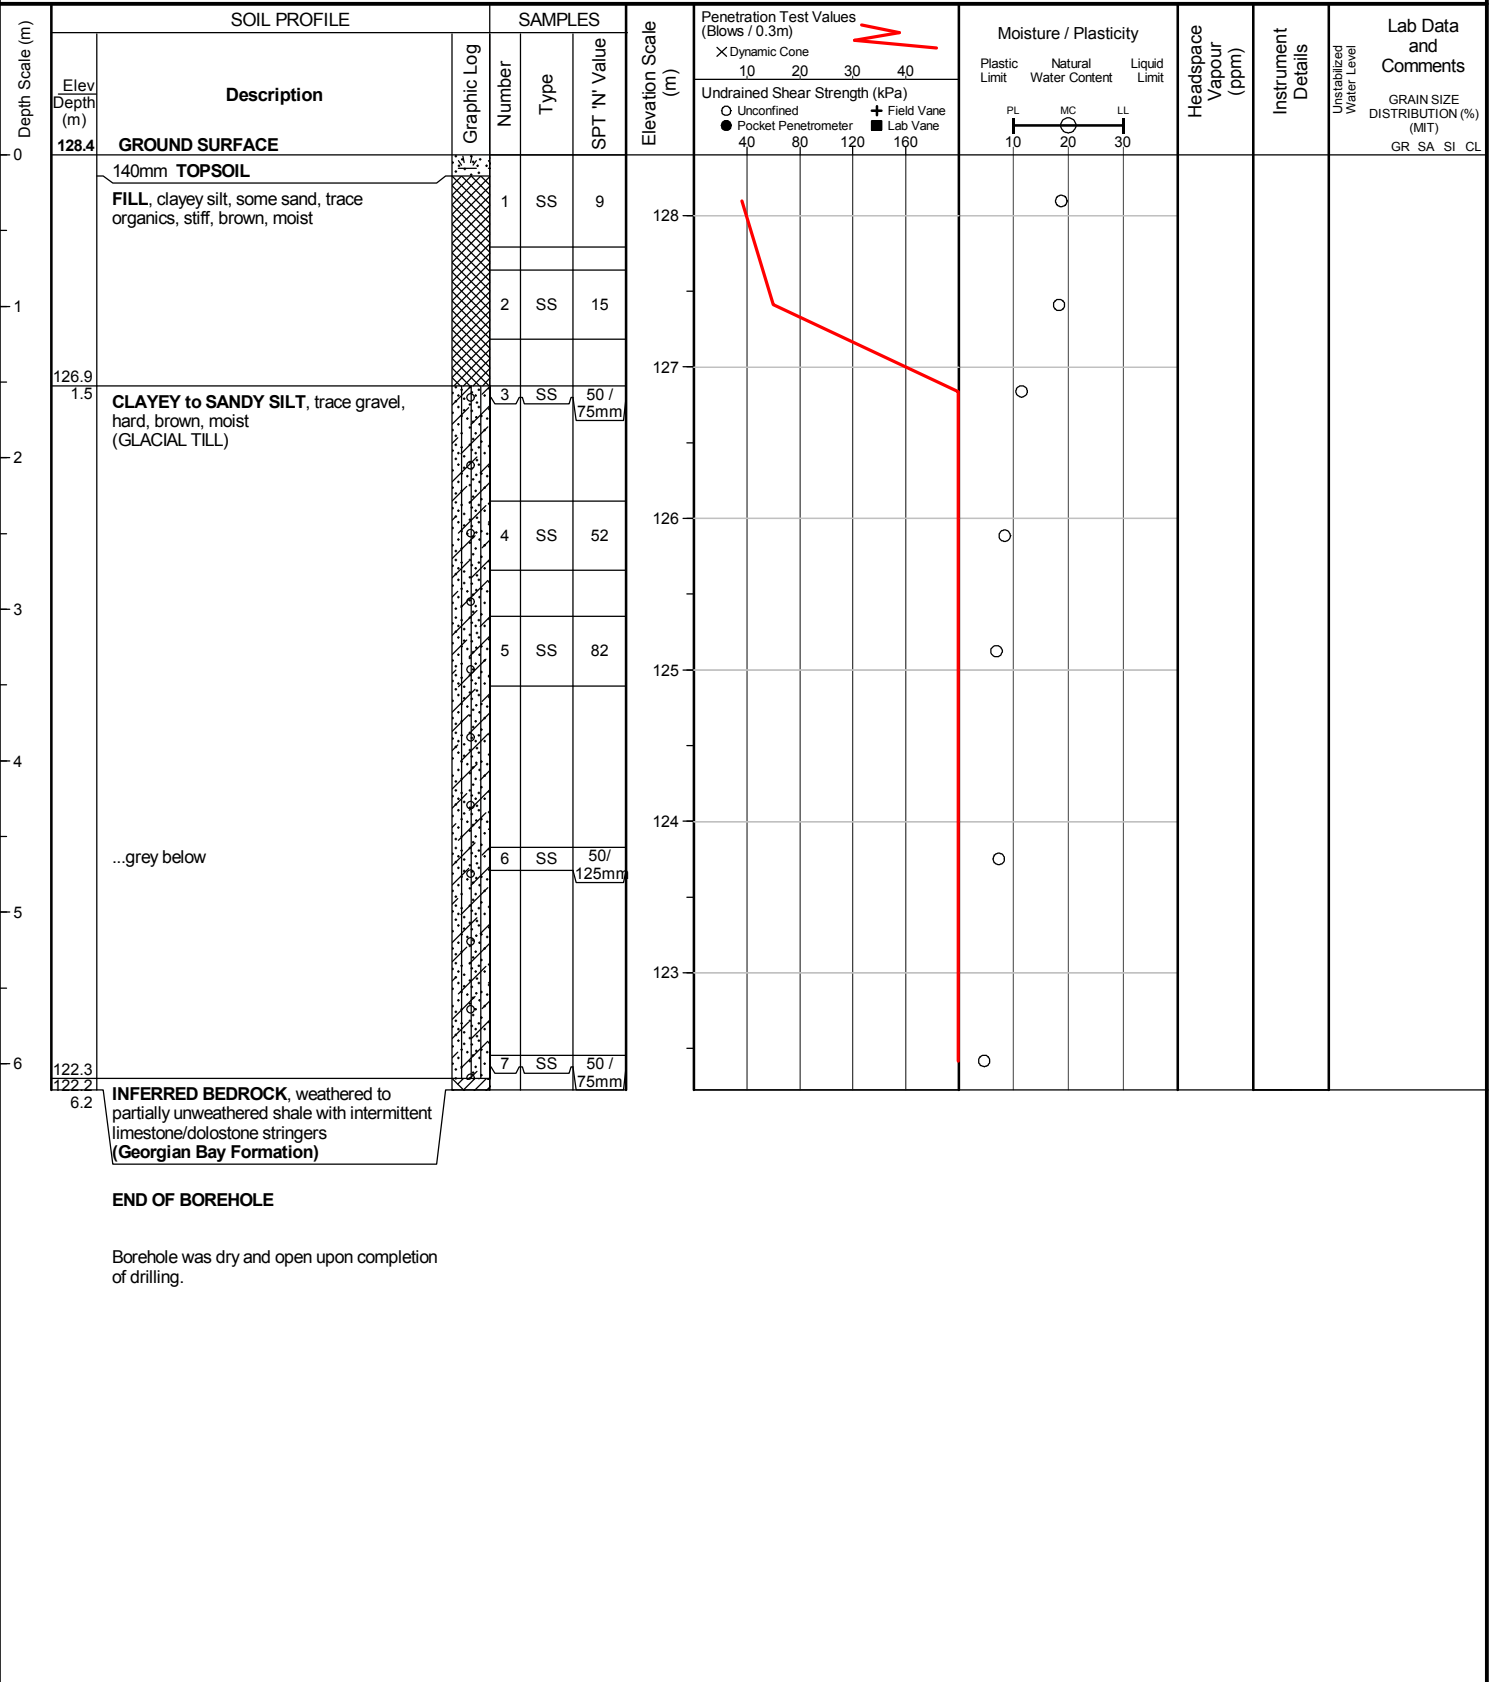 Depth Scale (m)
SOIL PROFILE
Elev
Depth
(m)
Description
Graphic Log
SAMPLES
Number
Type
SPT 'N' Value
Elevation Scale
(m)
Penetration Test Values
(Blows / 0.3m)
Dynamic Cone
10 20 30 40
Undrained Shear Strength (kPa)
Unconfined
Field Vane
Pocket Penetrometer
Lab Vane
40 80 120 160
Moisture / Plasticity
Plastic
Limit
Natural
Water Content
Liquid
Limit
PL MC LL
10 20 30
Headspace
Vapour
(ppm)
Instrument
Details
Unstabilized
Water Level
Lab Data
and
Comments
GRAIN SIZE
DISTRIBUTION (%)
(MIT)
GR SA SI CL
128.4 GROUND SURFACE
0
140mm TOPSOIL
FILL, clayey silt, some sand, trace
organics, stiff, brown, moist
1 SS 9
128
1
2 SS 15
127
126.9
1.5
CLAYEY to SANDY SILT, trace gravel,
hard, brown, moist
(GLACIAL TILL)
3 SS 50 /
75mm
2
126
4 SS 52
3
5 SS 82
125
4
124
...grey below
6 SS 50/
125mm
5
123
6
7 SS 50 /
75mm
122.3
122.2
6.2
INFERRED BEDROCK, weathered to
partially unweathered shale with intermittent
limestone/dolostone stringers
(Georgian Bay Formation)
END OF BOREHOLE
Borehole was dry and open upon completion
of drilling.